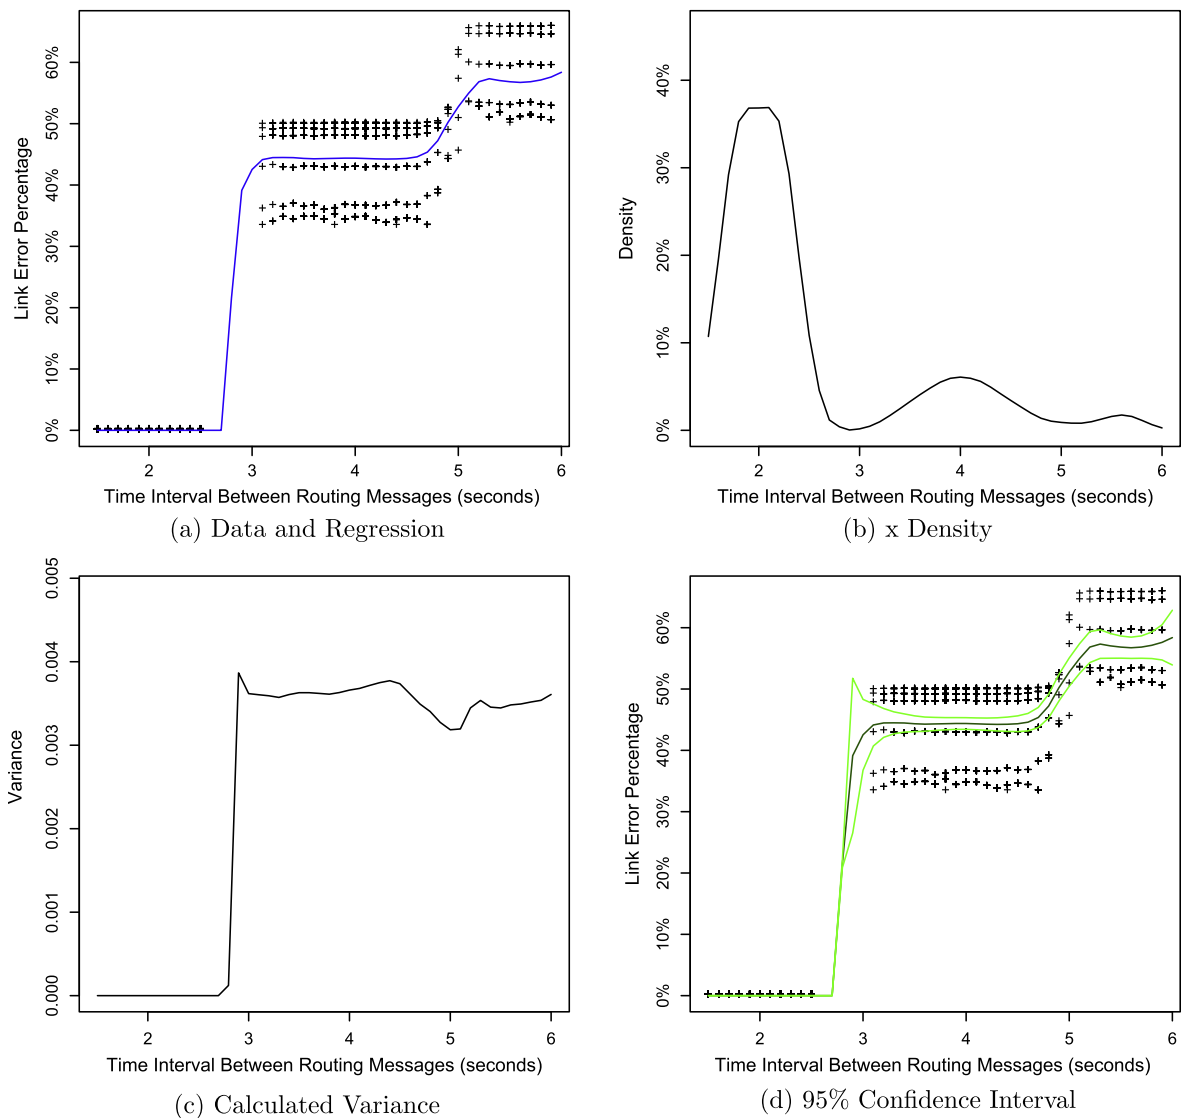 60%
50%
40%
30%
20%
10%
0%
Link Error Percentage
2 3 4 5 6
Time Interval Between Routing Messages (seconds)
(a) Data and Regression
40%
30%
20%
10%
0%
Density
2 3 4 5 6
Time Interval Between Routing Messages (seconds)
(b) x Density
0.005
0.004
0.003
0.002
0.001
0.000
Variance
2 3 4 5 6
Time Interval Between Routing Messages (seconds)
(c) Calculated Variance
60%
50%
40%
30%
20%
10%
0%
Link Error Percentage
2 3 4 5 6
Time Interval Between Routing Messages (seconds)
(d) 95% Confidence Interval